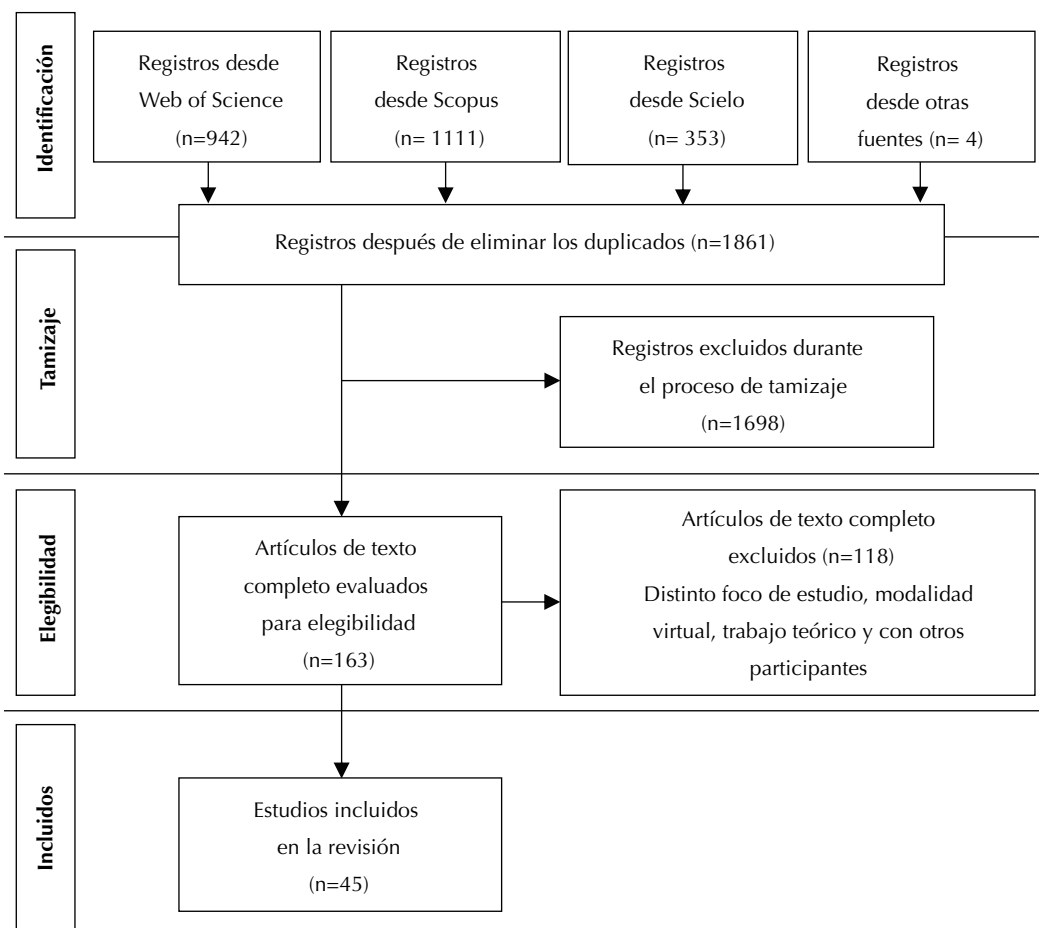 Identificación
Registros desde
Web of Science
(n=942)
Registros
desde Scopus
(n= 1111)
Registros
desde Scielo
(n= 353)
Registros
desde otras
fuentes (n= 4)
Registros después de eliminar los duplicados (n=1861)
Tamizaje
Registros excluidos durante
el proceso de tamizaje
(n=1698)
Elegibilidad
Artículos de texto
completo evaluados
para elegibilidad
(n=163)
Artículos de texto completo
excluidos (n=118)
Distinto foco de estudio, modalidad
virtual, trabajo teórico y con otros
participantes
Incluidos
Estudios incluidos
en la revisión
(n=45)